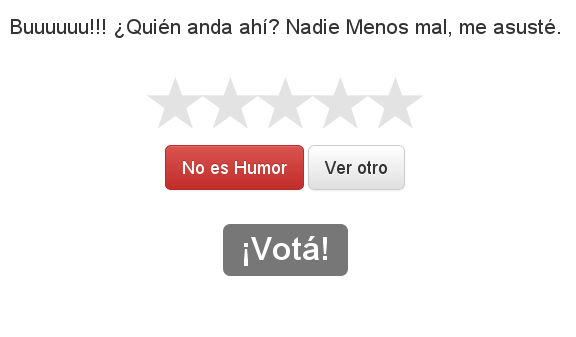 Buuuuuu!!! ¿Quién anda ahí? Nadie Menos mal, me asusté.
No es Humor Ver otro
¡Votá!